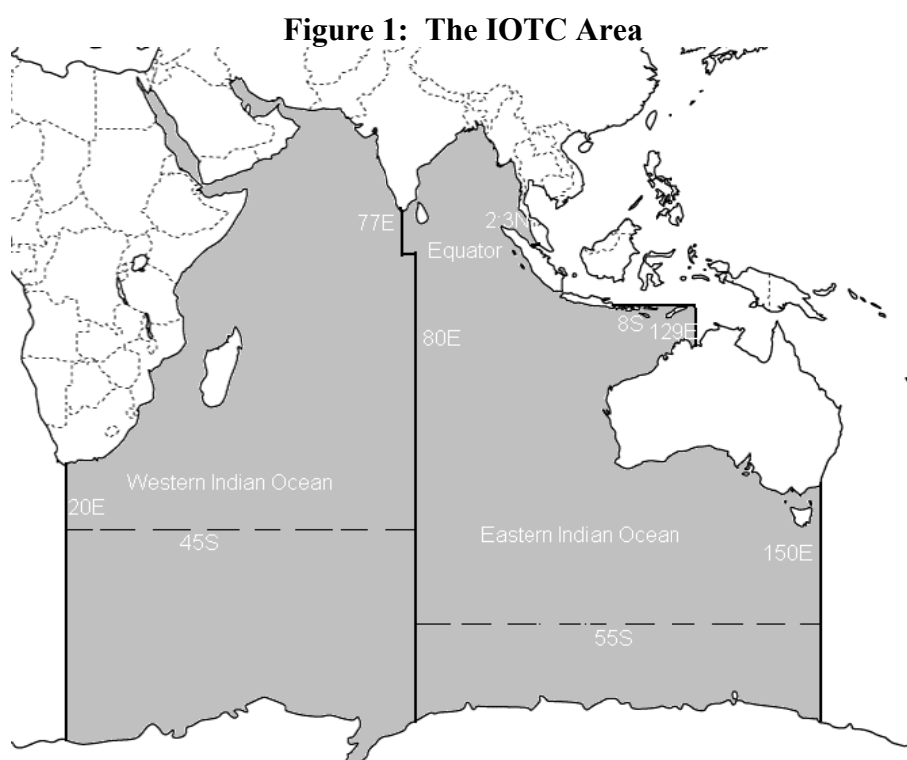 Figure 1: The IOTC Area
77E
2:3N
Equator
8S
129E
80E
Western Indian Ocean
20E
45S
Eastern Indian Ocean
150E
55S